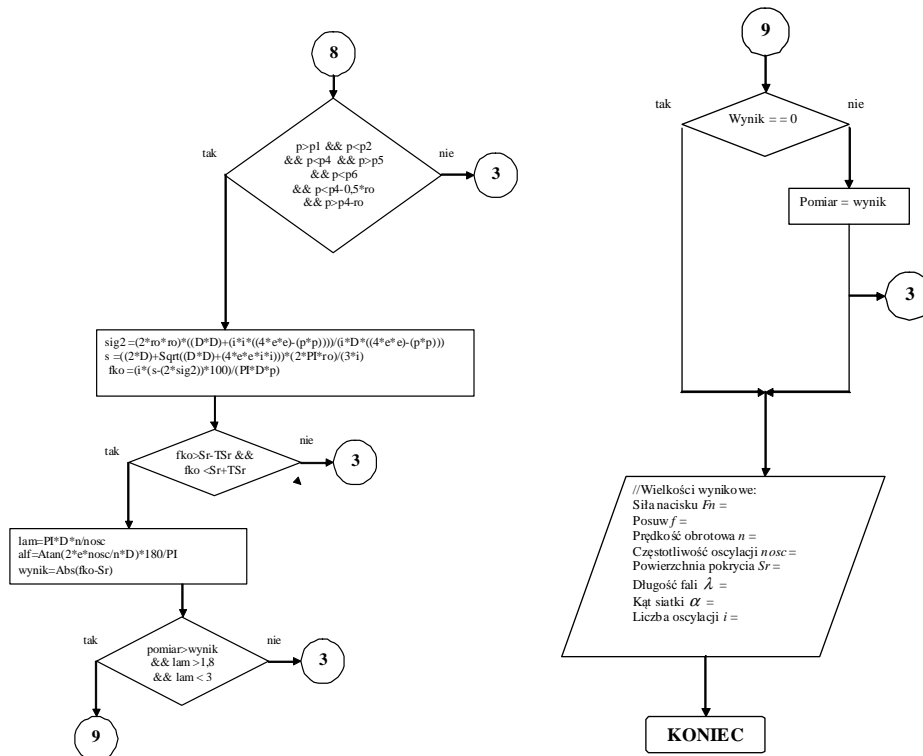 8
tak
nie
p>p1 && p<p2
&& p<p4 && p>p5
&& p<p6
&& p<p4-0,5*ro
&& p>p4-ro
3
sig2 =(2*ro*ro)*((D*D)+(i*i*((4*e*e)-(p*p))))/(i*D*((4*e*e)-(p*p)))
s =((2*D)+Sqrt((D*D)+(4*e*e*i*i)))*(2*PI*ro)/(3*i)
fko =(i*(s-(2*sig2))*100)/(PI*D*p)
tak
nie
fko>Sr-TSr &&
fko <Sr+TSr
3
lam=PI*D*n/nosc
alf=Atan(2*e*nosc/n*D)*180/PI
wynik=Abs(fko-Sr)
tak
nie
pomiar>wynik
&& lam >1,8
&& lam < 3
3
9
9
tak
nie
Wynik = = 0
Pomiar = wynik
3
//Wielkości wynikowe:
Siła nacisku Fn =
Posuw f =
Prędkość obrotowa n =
Częstotliwość oscylacji nosc=
Powierzchnia pokrycia Sr =
Długość fali λ =
Kąt siatki α =
Liczba oscylacji i =
KONIEC